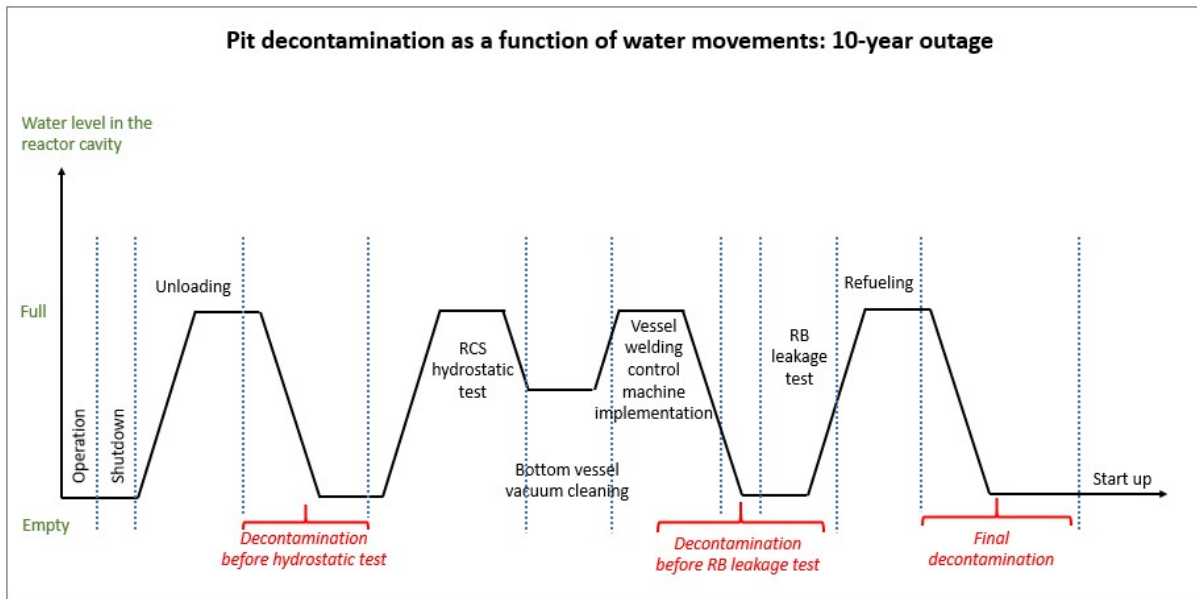 Pit decontamination as a function of water movements: 10-year outage
Water level in the
reactor cavity
Full
Empty
Operation
Shutdown
Unloading
Decontamination
before hydrostatic test
RCS
hydrostatic
test
Bottom vessel
vacuum cleaning
Vessel
welding
control
machine
implementation
Decontamination
before RB leakage test
RB
leakage
test
Refueling
Final
decontamination
Start up